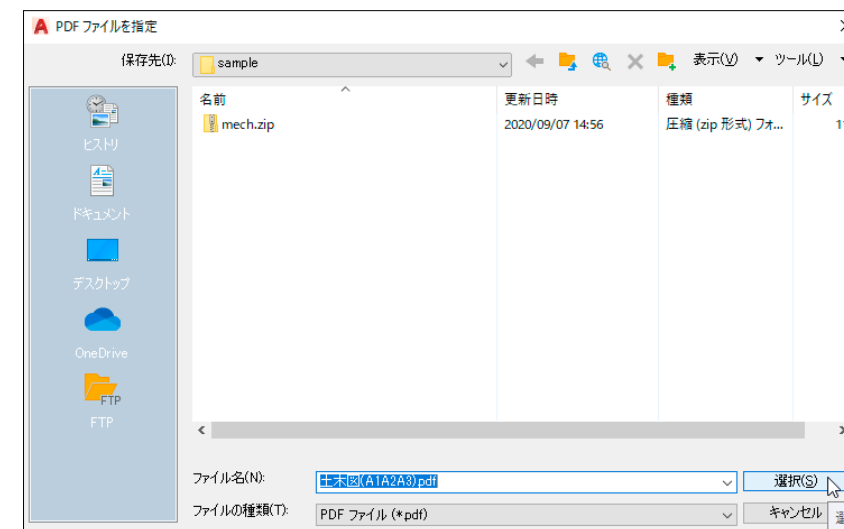 PDF ファイルを指定
保存先(I):
sample
表示(V)
ツール(L)
名前
更新日時
種類
サイズ
mech.zip
2020/09/07 14:56
圧縮 (zip 形式) フォ...
ヒストリ
ドキュメント
デスクトップ
OneDrive
FTP
FTP
ファイル名(N):
土木図(A1A2A3)pdf
選択(S)
ファイルの種類(T):
PDF ファイル (*pdf)
キャンセル